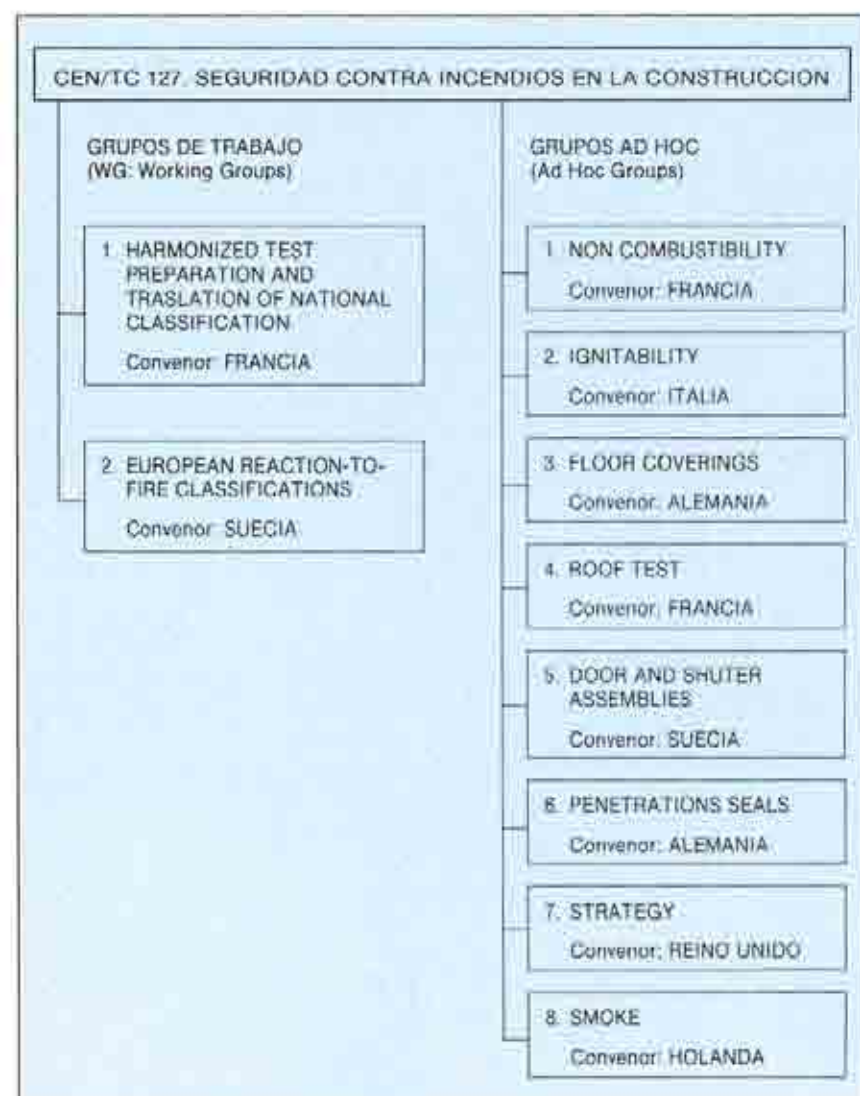 CEN/TC 127. SEGURIDAD CONTRA INCENDIOS EN LA CONSTRUCCION
GRUPOS DE TRABAJO
(WG: Working Groups)
1. HARMONIZED TEST
PREPARATION AND
TRASLATION OF NATIONAL
CLASSIFICATION
Convenor: FRANCIA
2. EUROPEAN REACTION-TO-
FIRE CLASSIFICATIONS
Convenor: SUECIA
GRUPOS AD HOC
(Ad Hoc Groups)
1. NON COMBUSTIBILITY
Convenor: FRANCIA
2. IGNITABILITY
Convenor: ITALIA
3. FLOOR COVERINGS
Convenor: ALEMANIA
4. ROOF TEST
Convenor: FRANCIA
5. DOOR AND SHUTER
ASSEMBLIES
Convenor: SUECIA
6. PENETRATIONS SEALS
Convenor: ALEMANIA
7. STRATEGY
Convenor: REINO UNIDO
8. SMOKE
Convenor: HOLANDA